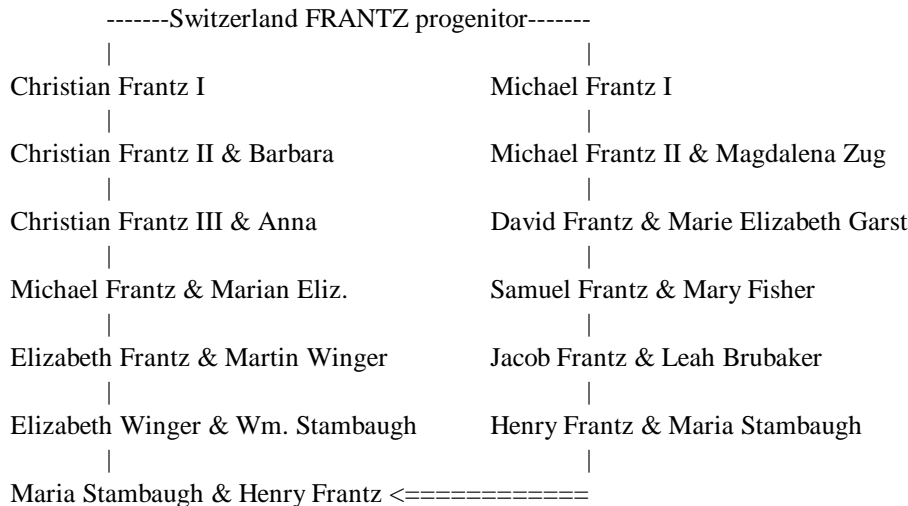 -------Switzerland FRANTZ progenitor-------
| |
Christian Frantz I Michael Frantz I
| |
Christian Frantz II & Barbara Michael Frantz II & Magdalena Zug
| |
Christian Frantz III & Anna David Frantz & Marie Elizabeth Garst
| |
Michael Frantz & Marian Eliz. Samuel Frantz & Mary Fisher
| |
Elizabeth Frantz & Martin Winger Jacob Frantz & Leah Brubaker
| |
Elizabeth Winger & Wm. Stambaugh Henry Frantz & Maria Stambaugh
| |
Maria Stambaugh & Henry Frantz <============